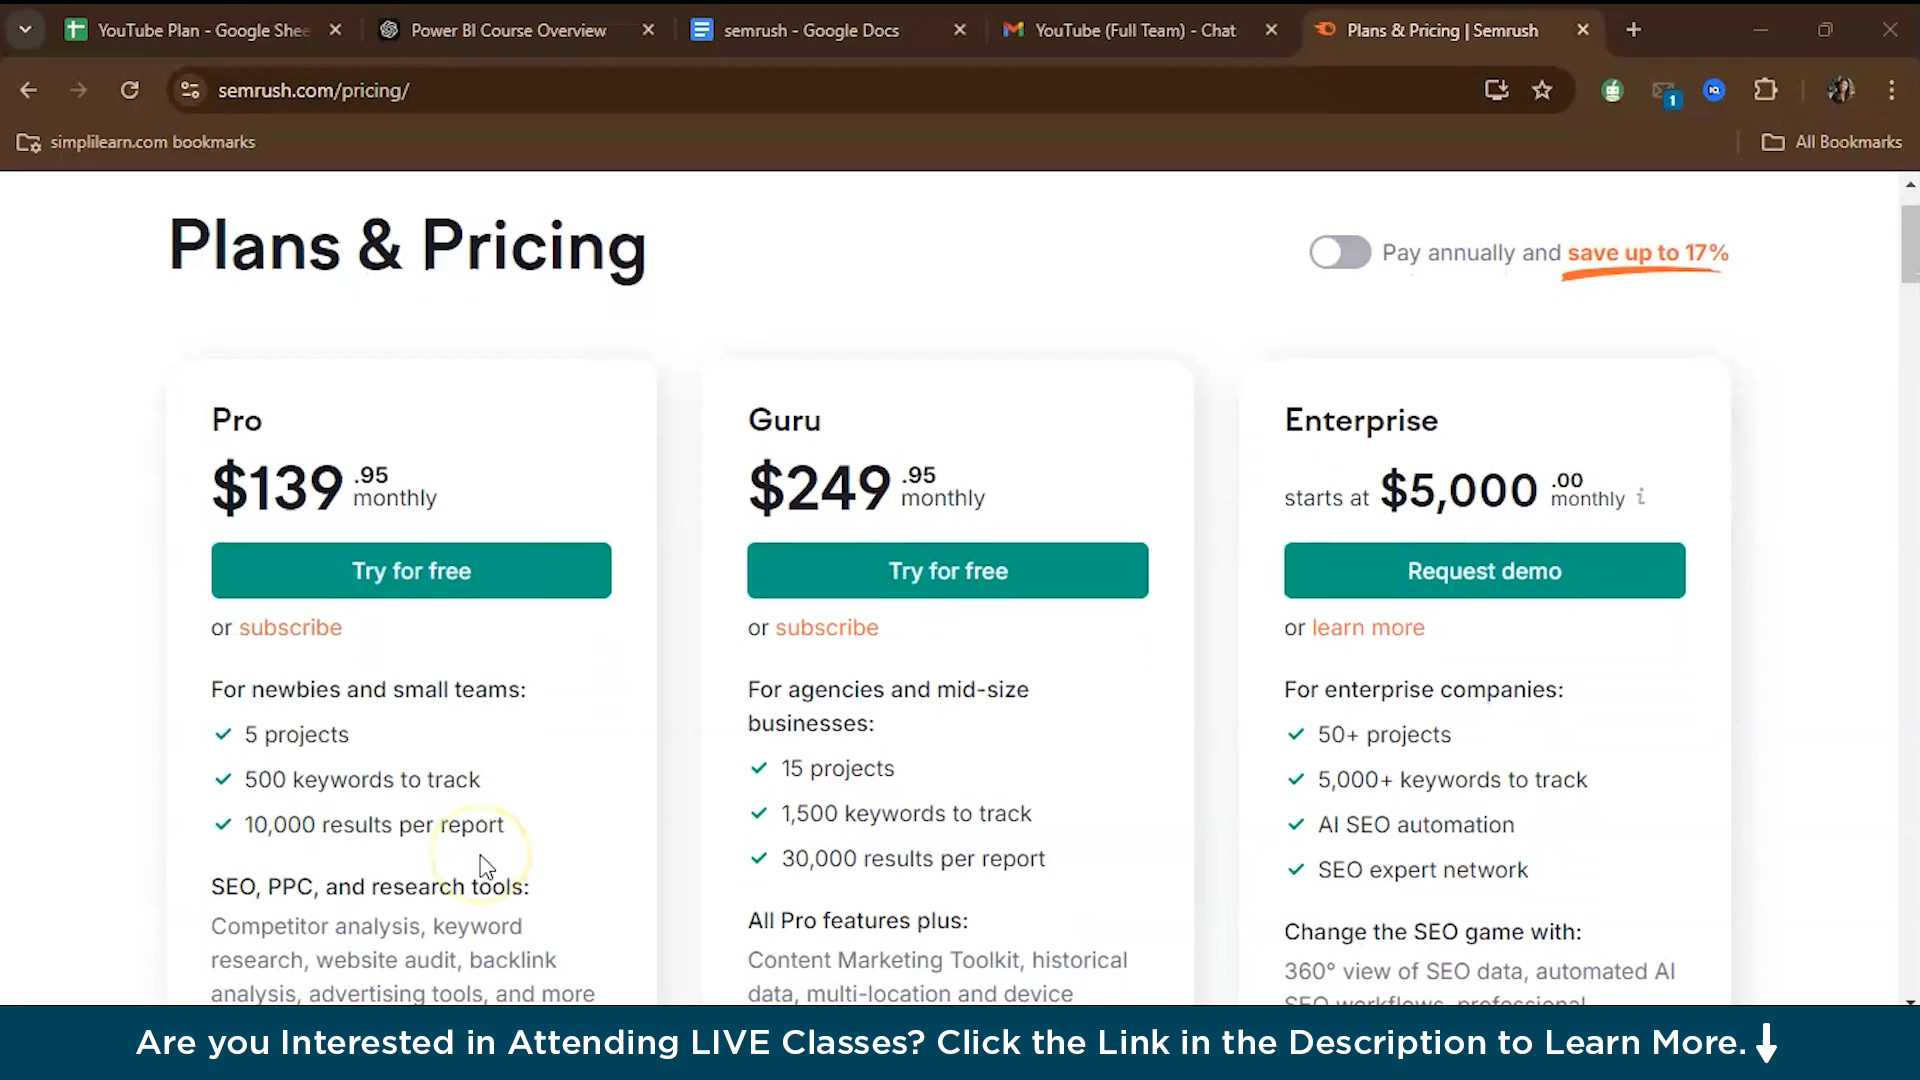 YouTube Plan - Google Shee
Power BI Course Overview
semrush - Google Docs
YouTube (Full Team) - Chat
Plans & Pricing | Semrush
semrush.com/pricing/
1
IQ
simplilearn.com bookmarks
All Bookmarks
Plans & Pricing
Pay annually and save up to 17%
Pro
$139.95 monthly
Try for free
or subscribe
For newbies and small teams:
5 projects
500 keywords to track
10,000 results per report
SEO, PPC, and research tools:
Competitor analysis, keyword
research, website audit, backlink
analysis, advertising tools, and more
Guru
$249.95 monthly
Try for free
or subscribe
For agencies and mid-size
businesses:
15 projects
1,500 keywords to track
30,000 results per report
All Pro features plus:
Content Marketing Toolkit, historical
data, multi-location and device
Enterprise
starts at $5,000.00 monthly i
Request demo
or learn more
For enterprise companies:
50+ projects
5,000+ keywords to track
AI SEO automation
SEO expert network
Change the SEO game with:
360° view of SEO data, automated AI
SEO workflows, professional
Are you Interested in Attending LIVE Classes? Click the Link in the Description to Learn More.